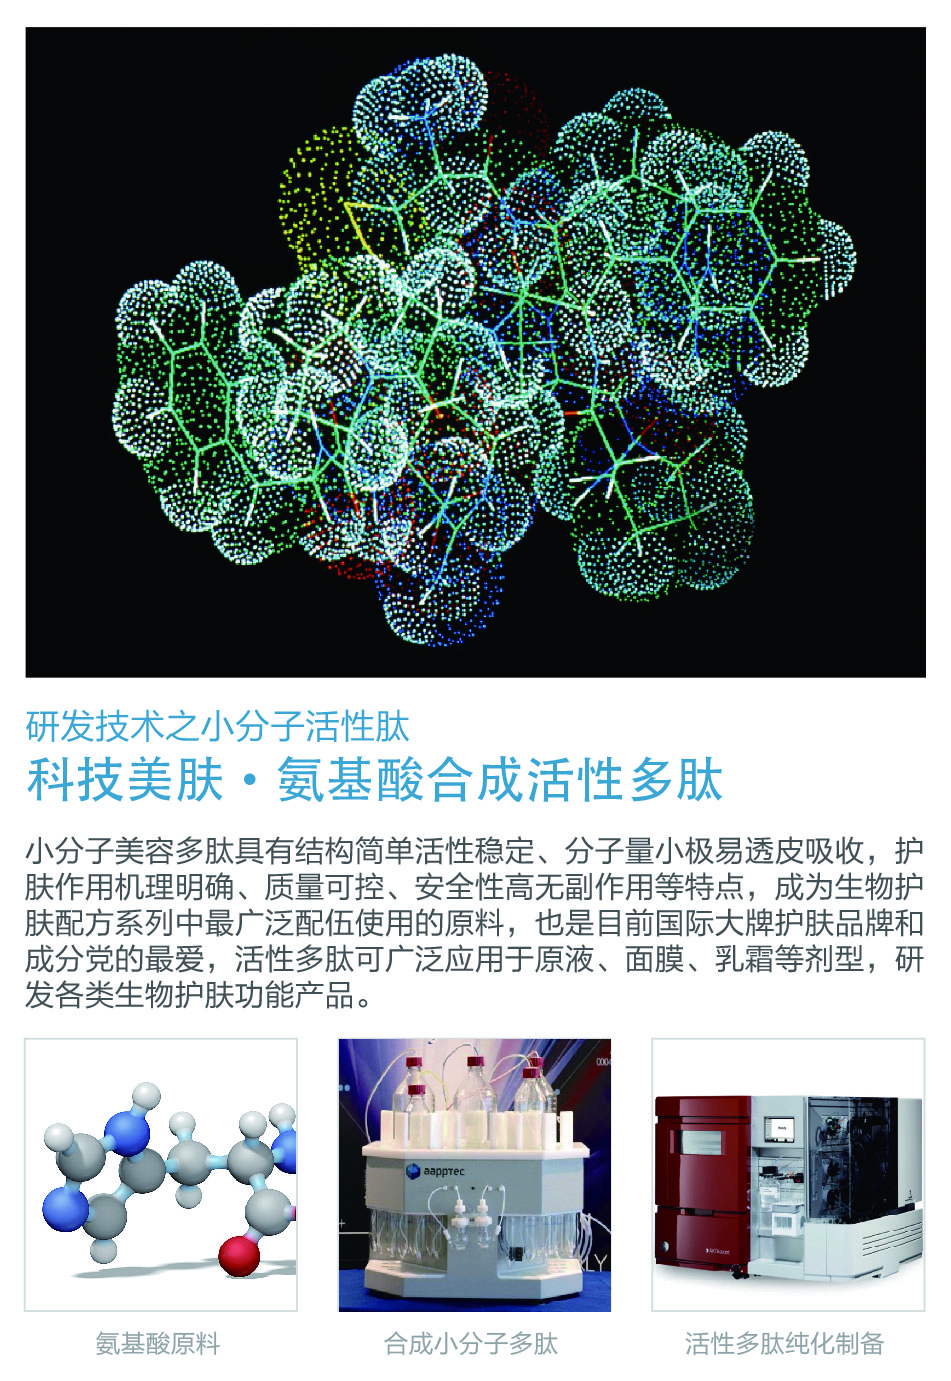 研发技术之小分子活性肽
科技美肤·氨基酸合成活性多肽
小分子美容多肽具有结构简单活性稳定、分子量小极易透皮吸收，护
肤作用机理明确、质量可控、安全性高无副作用等特点，成为生物护
肤配方系列中最广泛配伍使用的原料，也是目前国际大牌护肤品牌和
成分党的最爱，活性多肽可广泛应用于原液、面膜、乳霜等剂型，研
发各类生物护肤功能产品。
0004
aapptec
LY
氨基酸原料
合成小分子多肽
活性多肽纯化制备